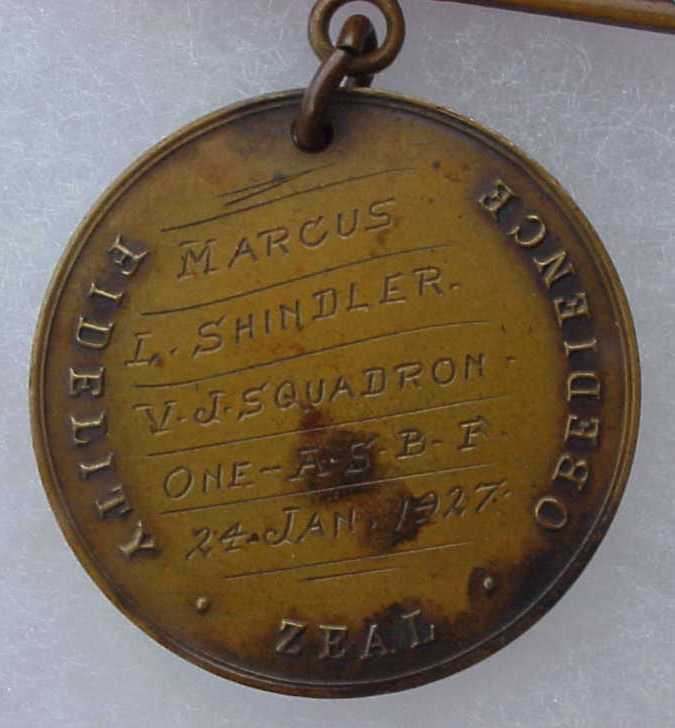 FIDELITY
ZEAL
OBEDIENCE
MARCUS
L. SHINDLER.
V.J. SQUADRON.
ONE-A.S.B.F.
24. JAN. 1927.